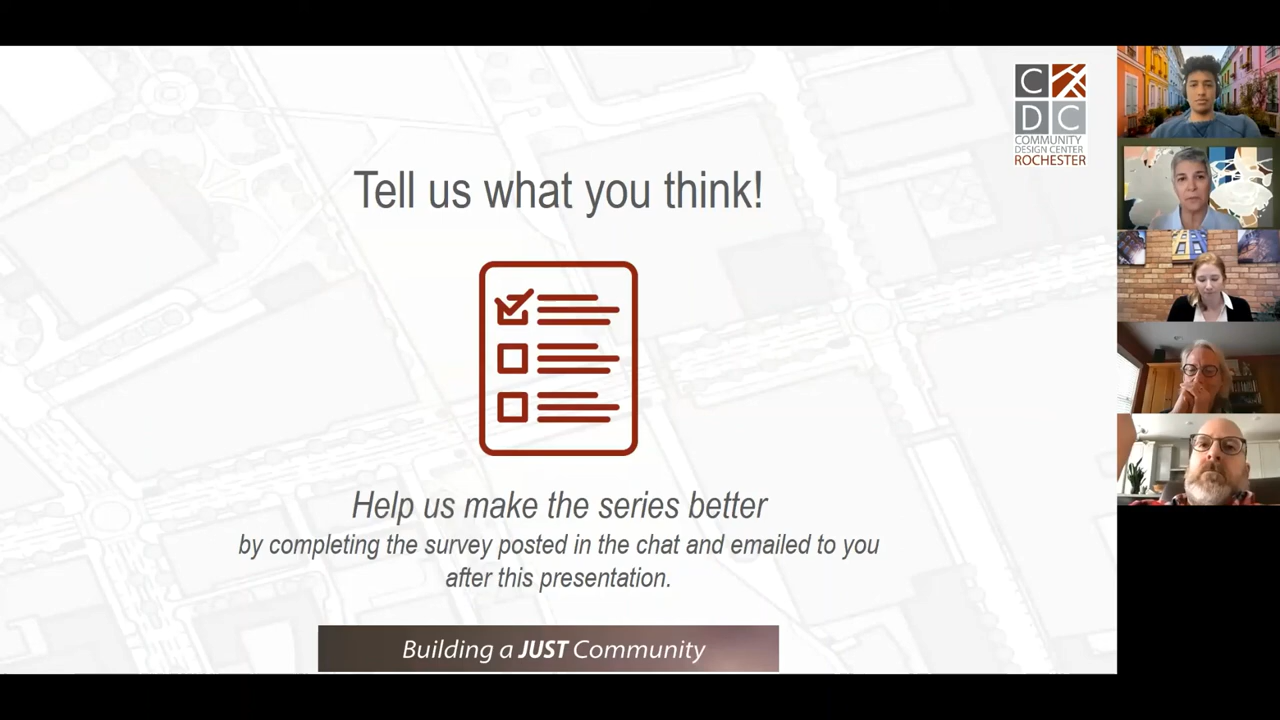 C
DC
COMMUNITY
DESIGN CENTER
ROCHESTER
Tell us what you think!
Help us make the series better
by completing the survey posted in the chat and emailed to you
after this presentation.
Building a JUST Community